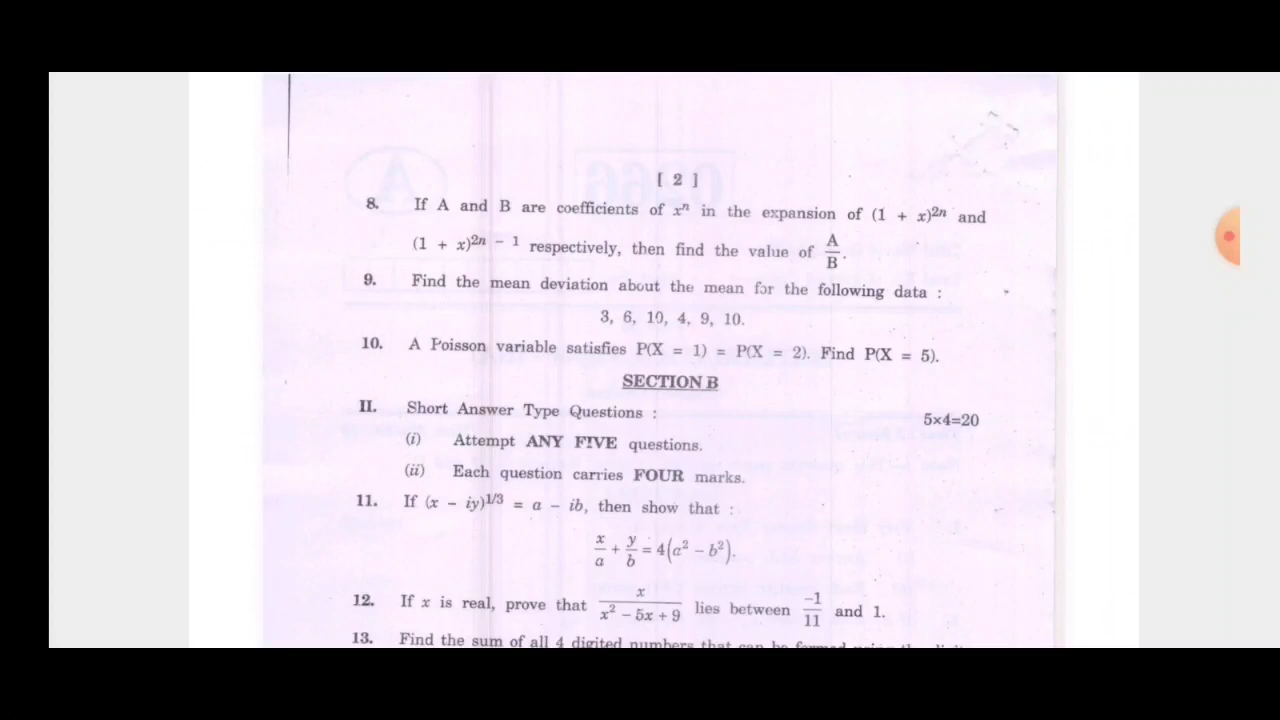 [ 2 ]
8. If A and B are coefficients of xⁿ in the expansion of (1 + x)²ⁿ and
(1 + x)²ⁿ ⁻ ¹ respectively, then find the value of A/B.
9. Find the mean deviation about the mean for the following data :
3, 6, 10, 4, 9, 10.
10. A Poisson variable satisfies P(X = 1) = P(X = 2). Find P(X = 5).
SECTION B
II. Short Answer Type Questions : 5×4=20
(i) Attempt ANY FIVE questions.
(ii) Each question carries FOUR marks.
11. If (x – iy)^1/3 = a – ib, then show that :
x/a + y/b = 4(a² – b²).
12. If x is real, prove that x/(x² – 5x + 9) lies between –1/11 and 1.
13. Find the sum of all 4 digited numbers that can be formed using the